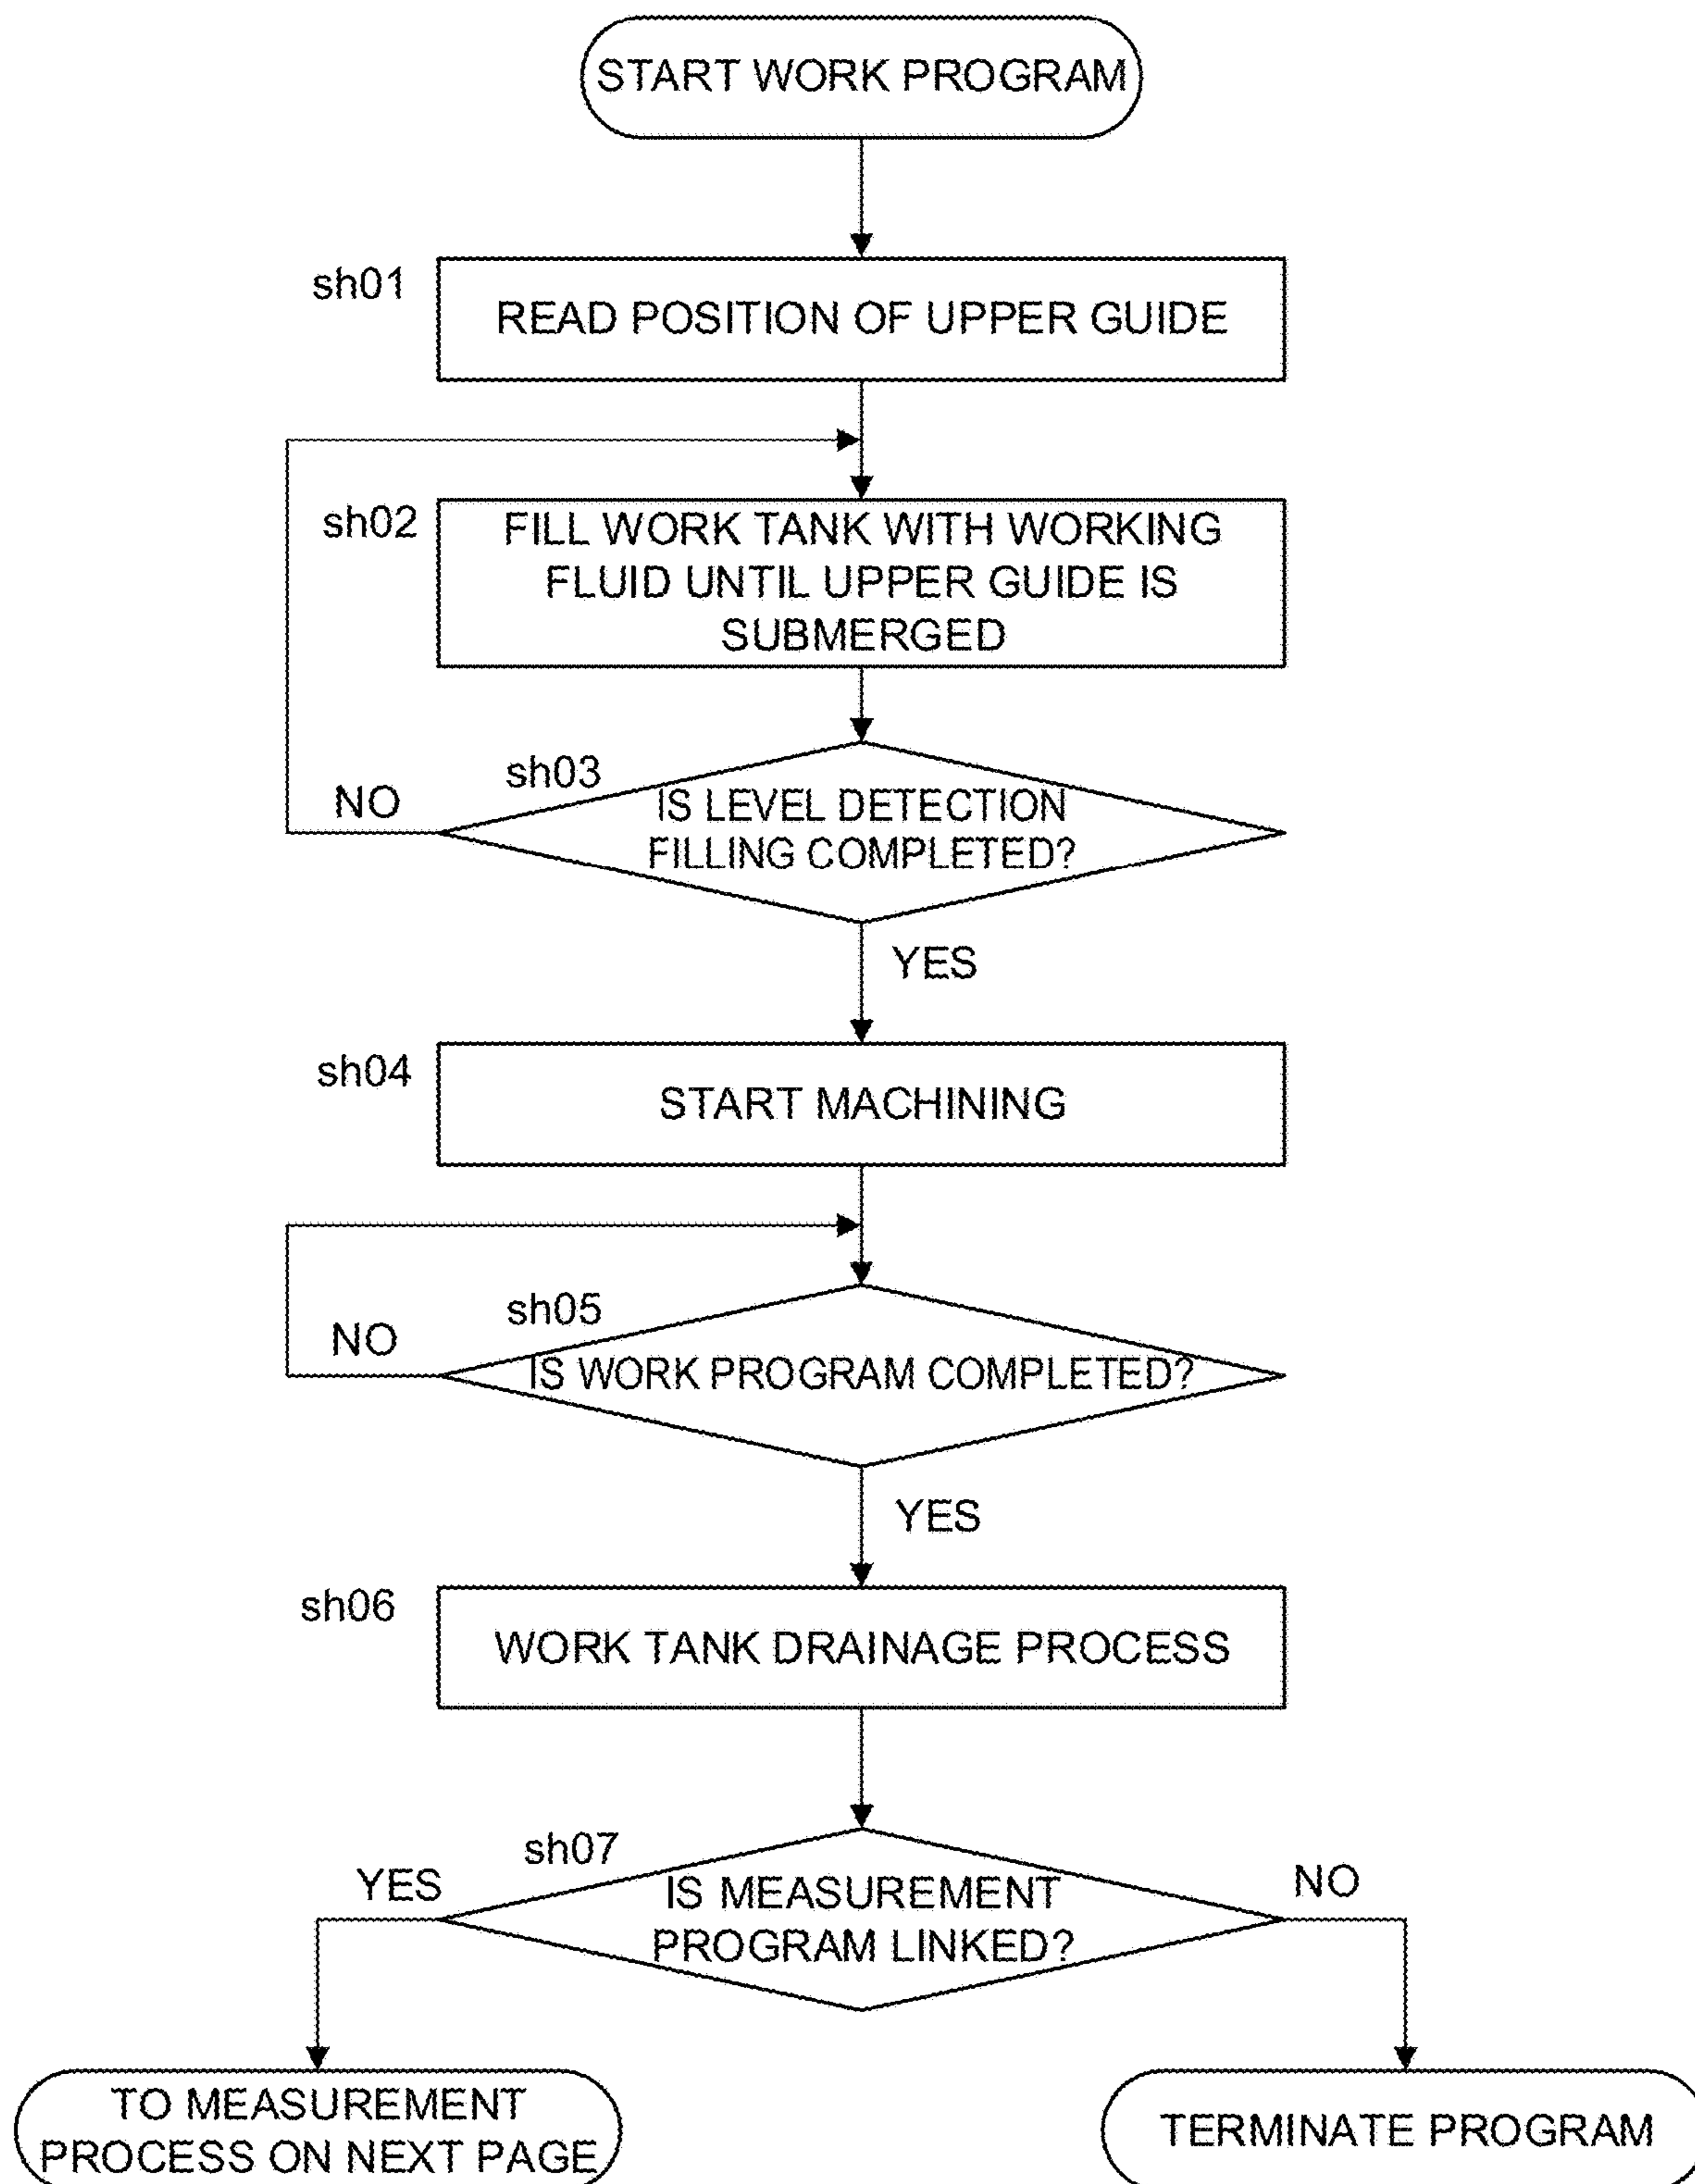 START WORK PROGRAM
sh01
READ POSITION OF UPPER GUIDE
sh02
FILL WORK TANK WITH WORKING
FLUID UNTIL UPPER GUIDE IS
SUBMERGED
sh03
NO
IS LEVEL DETECTION
FILLING COMPLETED?
YES
sh04
START MACHINING
sh05
NO
IS WORK PROGRAM COMPLETED?
YES
sh06
WORK TANK DRAINAGE PROCESS
sh07
YES
IS MEASUREMENT
PROGRAM LINKED?
NO
TO MEASUREMENT
PROCESS ON NEXT PAGE
TERMINATE PROGRAM